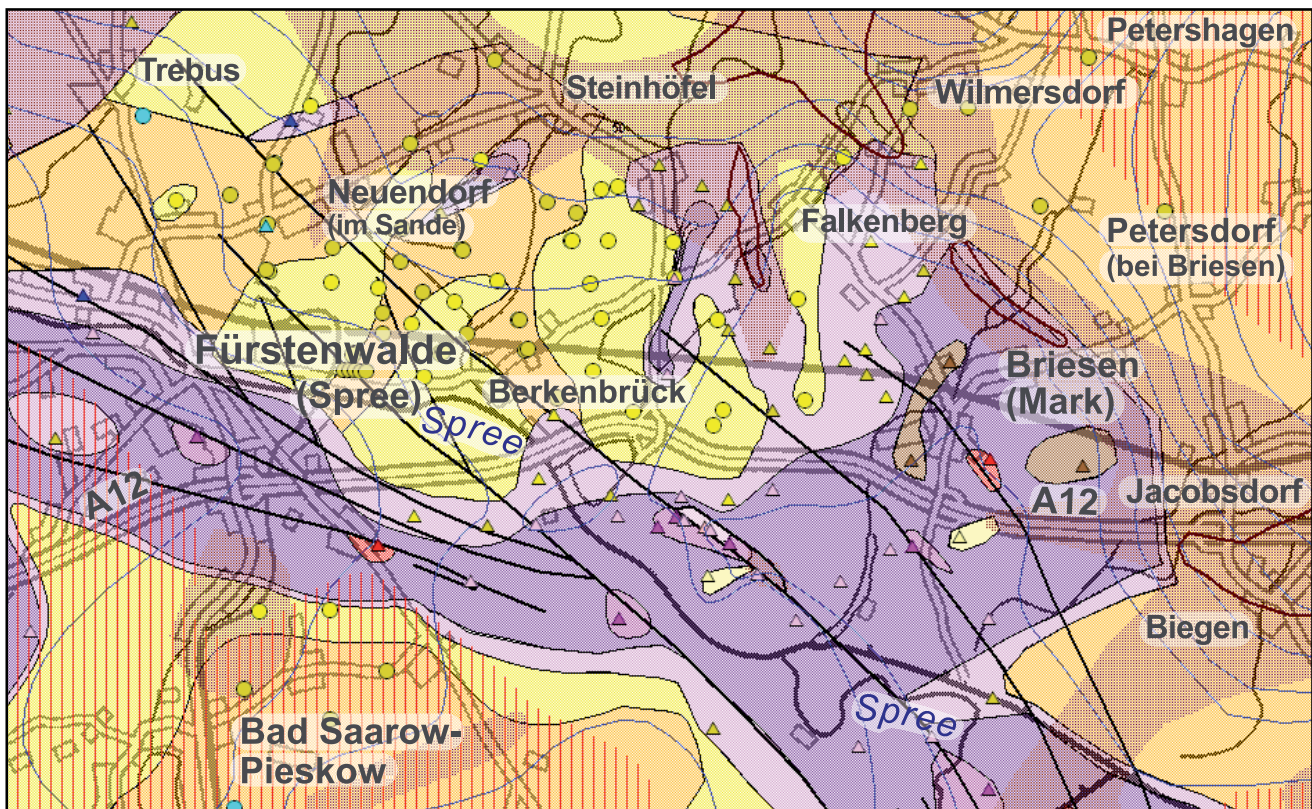 Petershagen
Trebus
Steinhöfel
Wilmersdorf
Neuendorf
(im Sande)
Falkenberg
Petersdorf
(bei Briesen)
Fürstenwalde
(Spree)
Berkenbrück
Briesen
(Mark)
Spree
A12
A12
Jacobsdorf
Biegen
Spree
Bad Saarow-
Pieskow